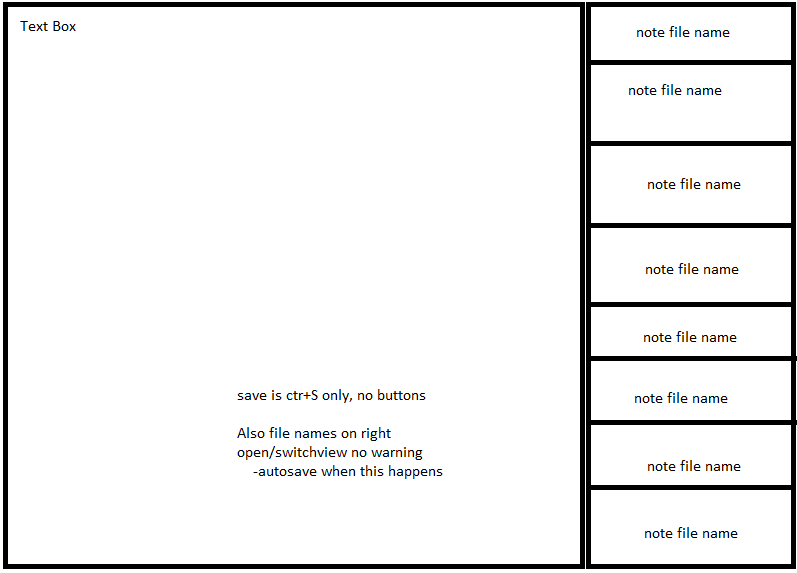 Text Box
save is ctr+S only, no buttons
Also file names on right
open/switchview no warning
-autosave when this happens
note file name
note file name
note file name
note file name
note file name
note file name
note file name
note file name